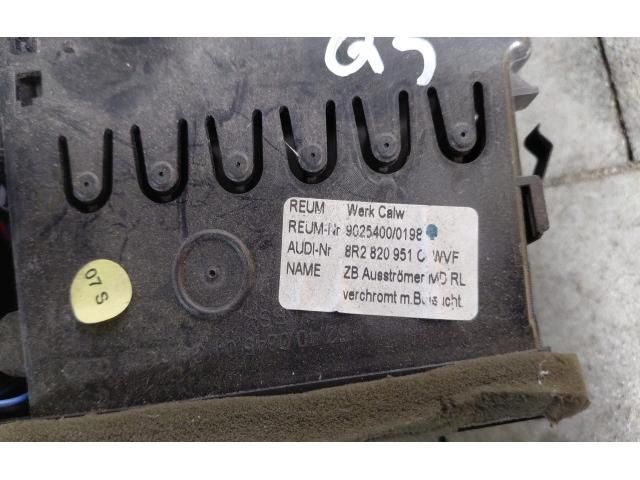 Q5
REUM Werk Calw
REUM-Nr 9025400/0198
AUDI-Nr 8R2 820 951 WVF
NAME ZB Ausströmer MD RL
verchromt m.
07 S